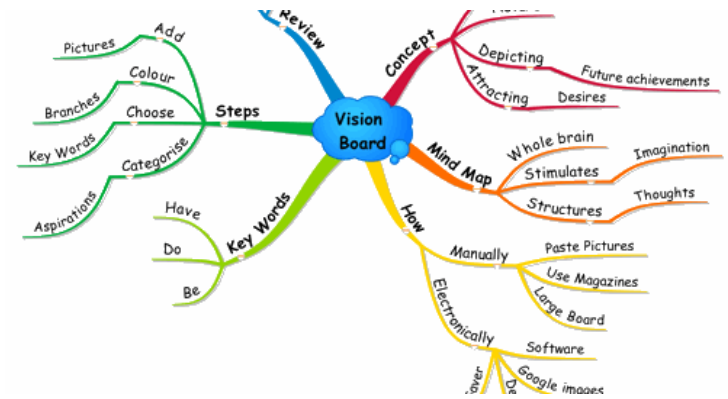 Vision
Board
Review
Concept
Depicting
Future achievements
Attracting
Desires
Mind Map
Whole brain
Stimulates
Imagination
Structures
Thoughts
How
Manually
Paste Pictures
Use Magazines
Large Board
Electronically
Software
Google images
Key Words
Have
Do
Be
Steps
Add
Pictures
Colour
Branches
Choose
Key Words
Categorise
Aspirations